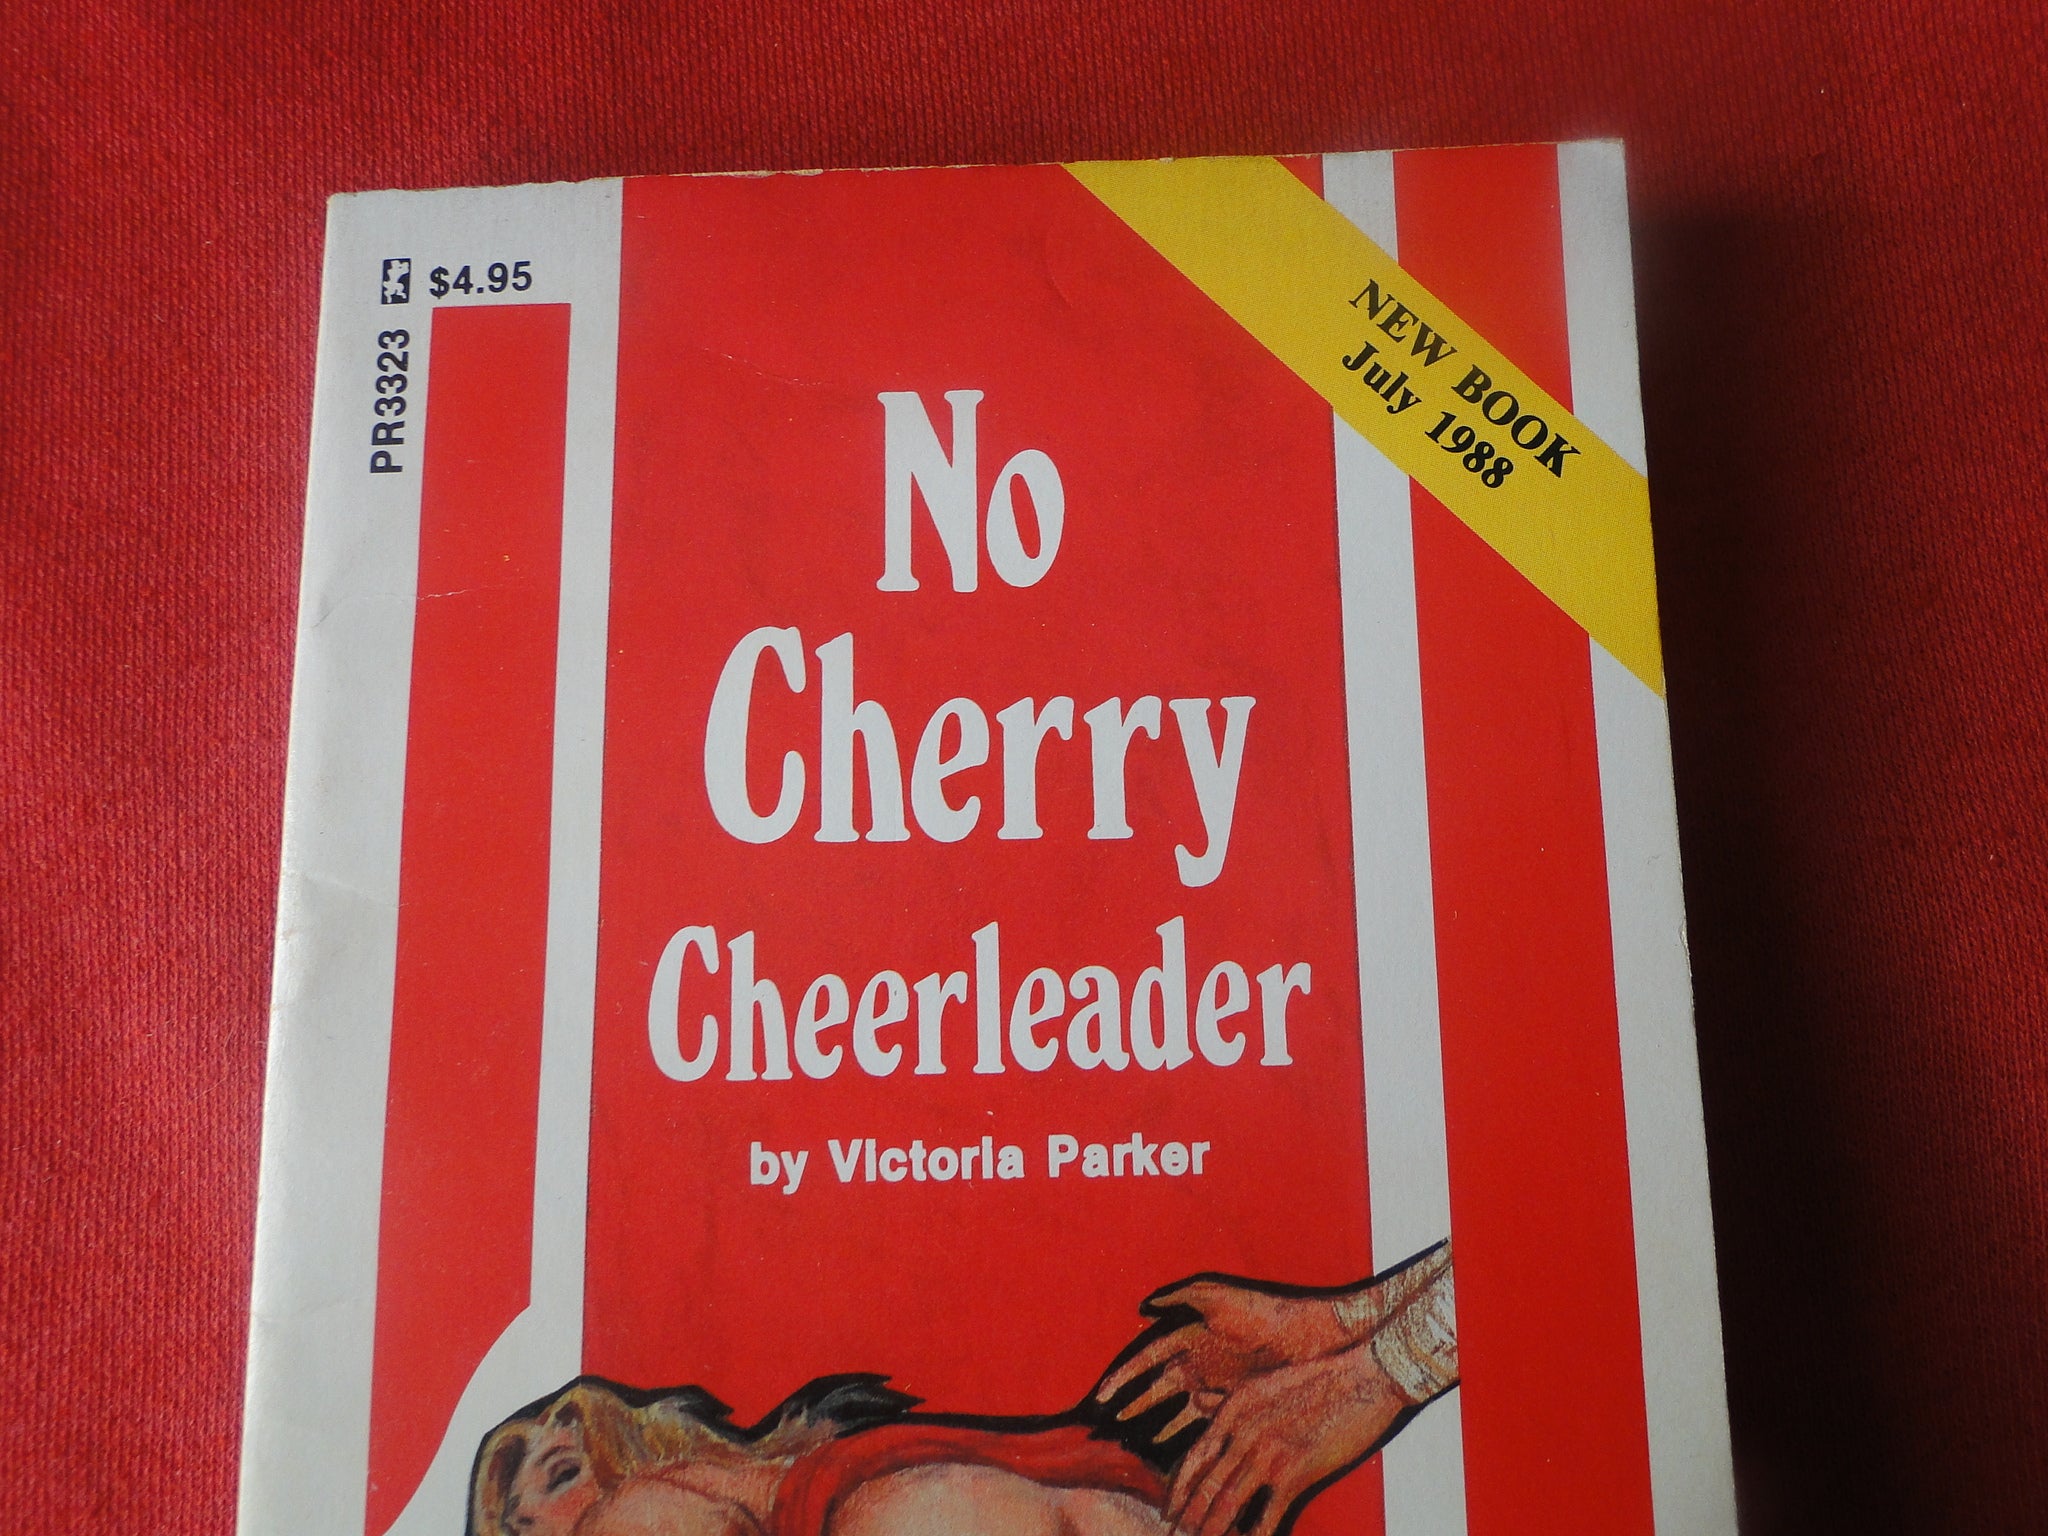 $4.95
PR3323
NEW BOOK
July 1988
No
Cherry
Cheerleader
by Victoria Parker